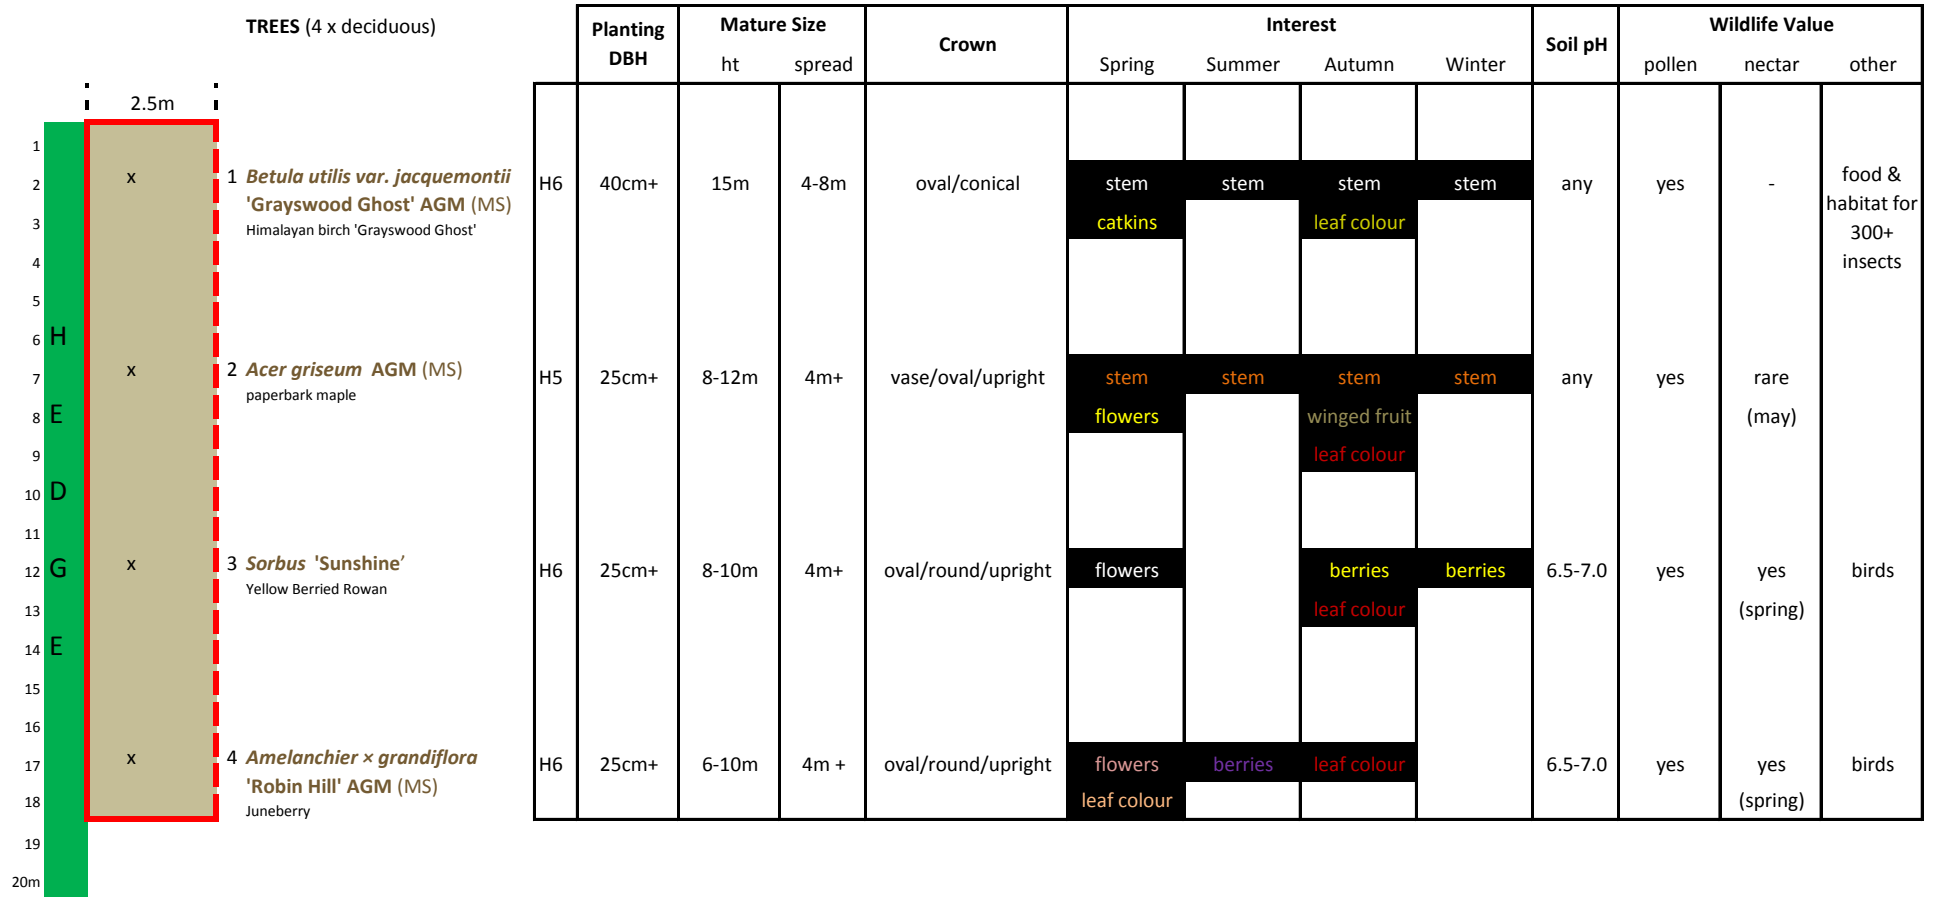 TREES (4 x deciduous)
Planting DBH
Mature Size
ht spread
Crown
Interest
Spring Summer Autumn Winter
Soil pH
Wildlife Value
pollen nectar other
2.5m
1
2
3
4
5
6
7
8
9
10
11
12
13
14
15
16
17
18
19
20m
H
E
D
G
E
x
x
x
x
1 Betula utilis var. jacquemontii H6 40cm+ 15m 4-8m oval/conical stem stem stem stem any yes - food &
'Grayswood Ghost' AGM (MS) catkins leaf colour habitat for
Himalayan birch 'Grayswood Ghost' 300+
insects
2 Acer griseum AGM (MS) H5 25cm+ 8-12m 4m+ vase/oval/upright stem stem stem stem any yes rare
paperbark maple flowers winged fruit (may)
leaf colour
3 Sorbus 'Sunshine’ H6 25cm+ 8-10m 4m+ oval/round/upright flowers berries berries 6.5-7.0 yes yes birds
Yellow Berried Rowan leaf colour (spring)
4 Amelanchier × grandiflora H6 25cm+ 6-10m 4m + oval/round/upright flowers berries leaf colour 6.5-7.0 yes yes birds
'Robin Hill' AGM (MS) leaf colour (spring)
Juneberry